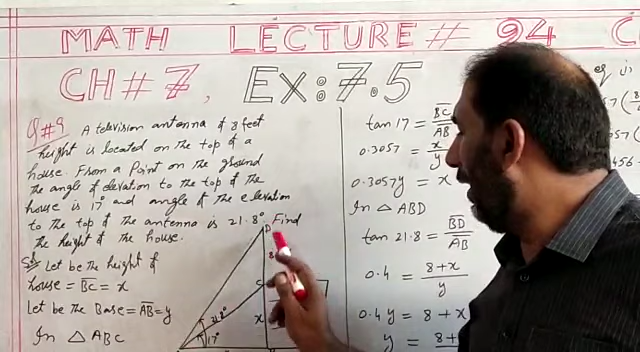 MATH LECTURE # 94 C
CH # 7, EX: 7.5
Q#9 A television antenna of 8 feet
height is located on the top of a
house. From a Point on the ground
the angle of elevation to the top of the
house is 17° and angle of the elevation
to the top of the antenna is 21.8°. Find
the height of the house.
Sol: Let be the height of
house = BC = x
Let be the Base = AB = y
In △ ABC
D
8
C
x
21.8°
17°
tan 17 = BC/AB
0.3057 = x/y
0.3057y = x
In △ ABD
tan 21.8 = BD/AB
0.4 = 8+x/y
0.4 y = 8 + x
y = 8+